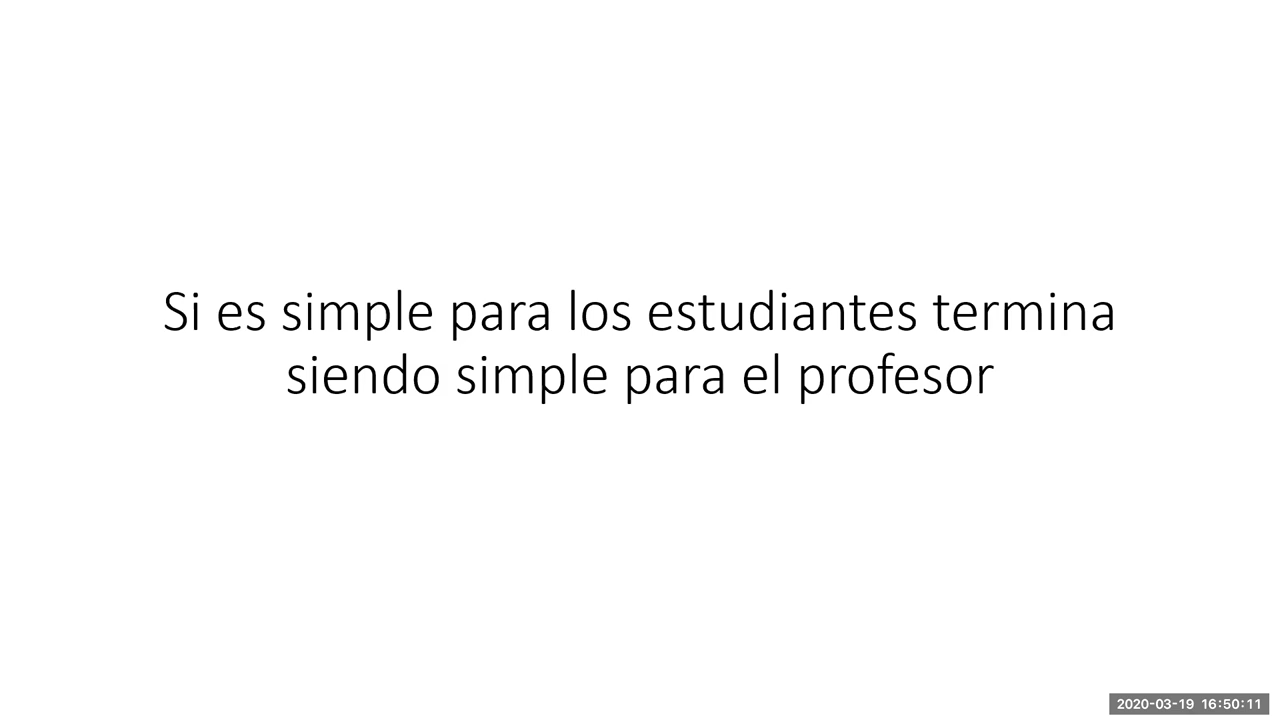 Si es simple para los estudiantes termina
siendo simple para el profesor
2020-03-19 16:50:11